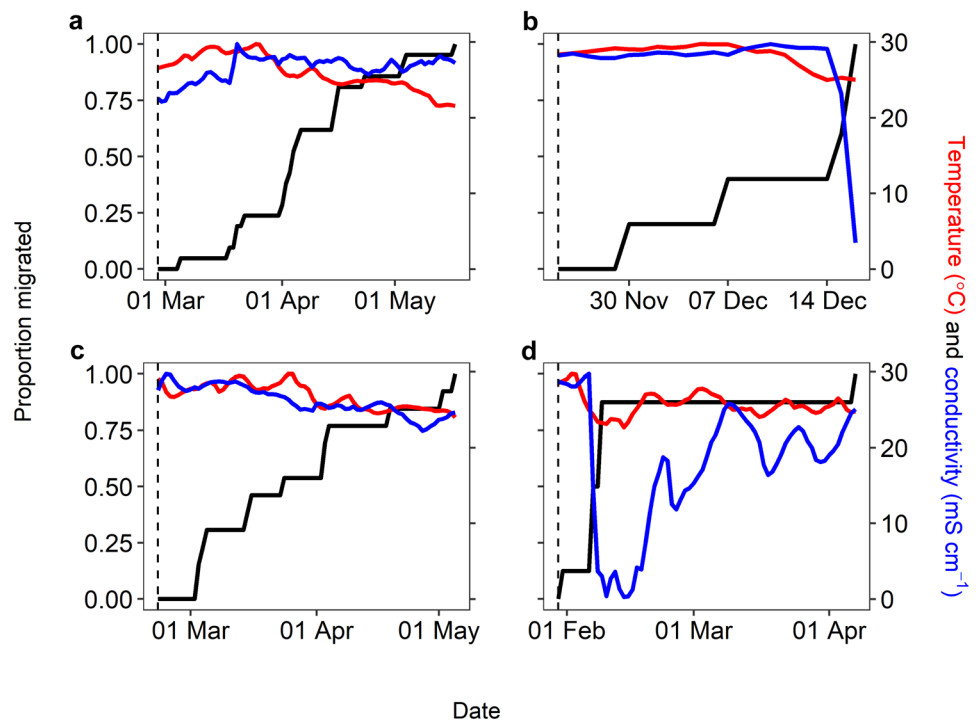 a
b
1.00
0.75
0.50
0.25
0.00
30
20
10
0
01 Mar
01 Apr
01 May
30 Nov
07 Dec
14 Dec
c
d
1.00
0.75
0.50
0.25
0.00
30
20
10
0
01 Mar
01 Apr
01 May
01 Feb
01 Mar
01 Apr
Proportion migrated
Temperature (°C) and conductivity (mS cm⁻¹)
Date